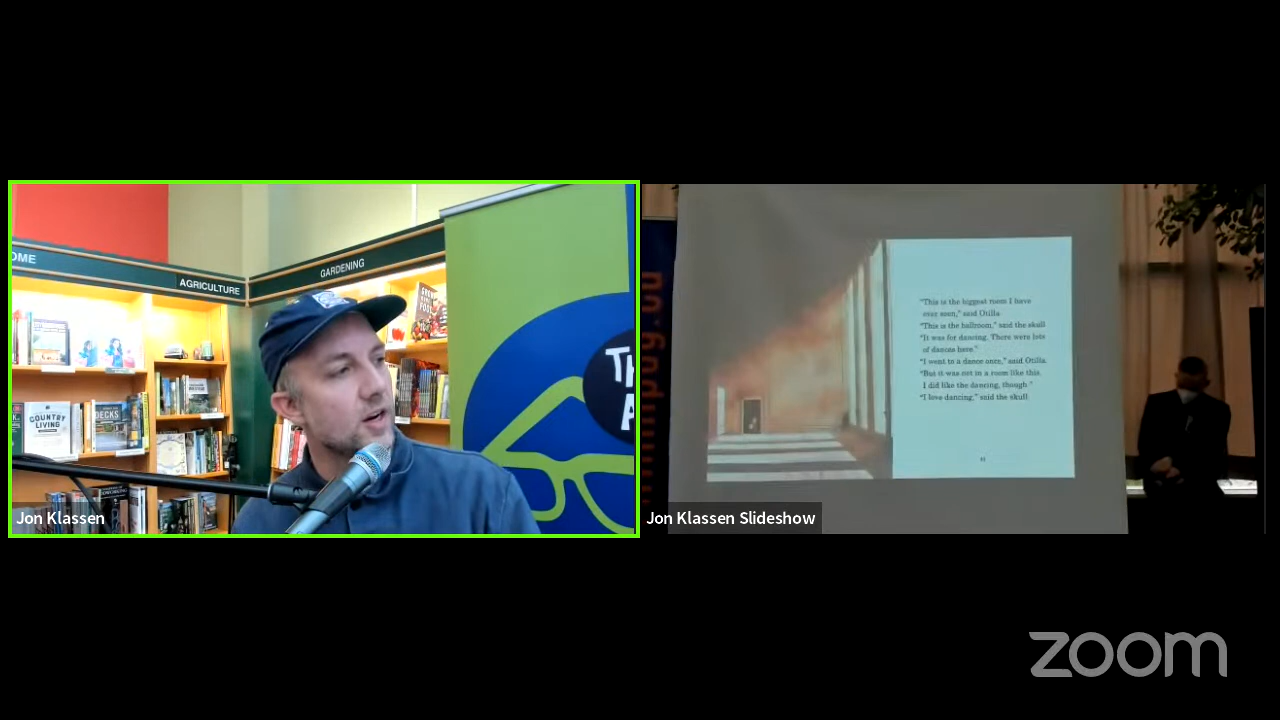 OME
AGRICULTURE
GARDENING
COUNTRY
LIVING
DECKS
TH
A
Jon Klassen
"This is the biggest room I have
ever seen," said Otilla.
"This is the ballroom," said the skull.
"It was for dancing. There were lots
of dances here."
"I went to a dance once," said Otilla.
"But it was not in a room like this.
I did like the dancing, though."
"I love dancing," said the skull.
Jon Klassen Slideshow
zoom